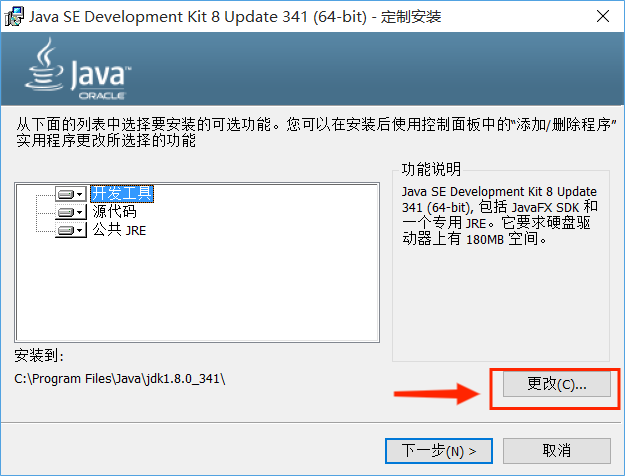 Java SE Development Kit 8 Update 341 (64-bit) - 定制安装
Java™
ORACLE
从下面的列表中选择要安装的可选功能。您可以在安装后使用控制面板中的“添加/删除程序”
实用程序更改所选择的功能
开发工具
源代码
公共 JRE
功能说明
Java SE Development Kit 8 Update
341 (64-bit), 包括 JavaFX SDK 和
一个专用 JRE。它要求硬盘驱
动器上有 180MB 空间。
安装到:
C:\Program Files\Java\jdk1.8.0_341\
更改(C)...
下一步(N) >
取消